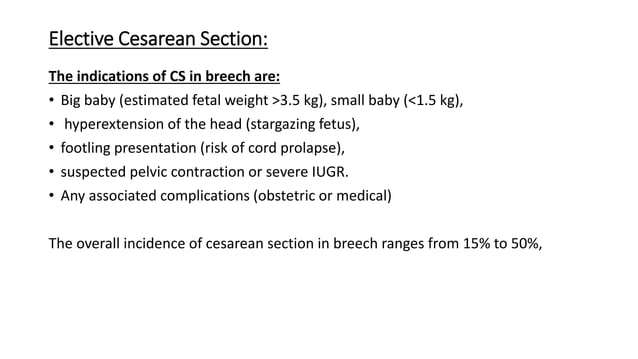 Elective Cesarean Section:
The indications of CS in breech are:
• Big baby (estimated fetal weight >3.5 kg), small baby (<1.5 kg),
• hyperextension of the head (stargazing fetus),
• footling presentation (risk of cord prolapse),
• suspected pelvic contraction or severe IUGR.
• Any associated complications (obstetric or medical)
The overall incidence of cesarean section in breech ranges from 15% to 50%,